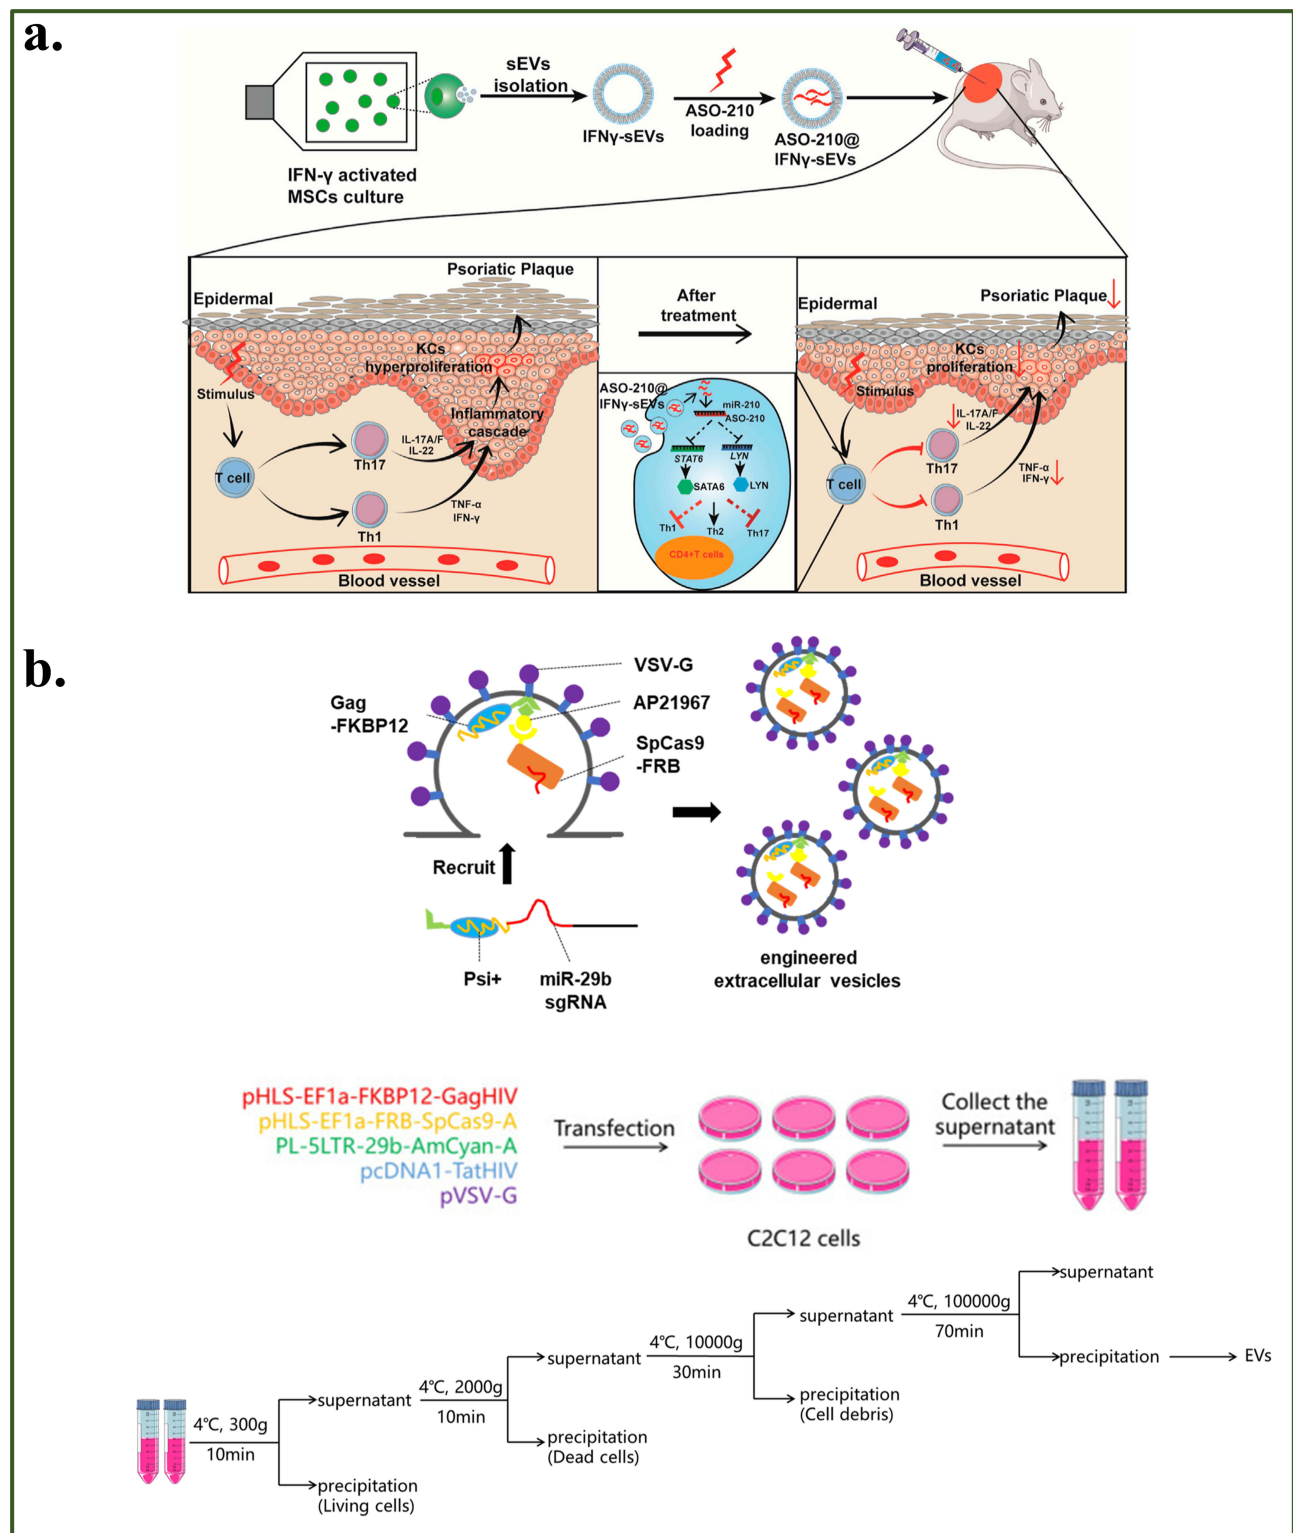 a.
sEVs
isolation
IFNγ-sEVs
ASO-210
loading
ASO-210@
IFNγ-sEVs
IFN-γ activated
MSCs culture
Psoriatic Plaque
Epidermal
KCs
hyperproliferation
Stimulus
Inflammatory
cascade
IL-17A/F
IL-22
Th17
T cell
TNF-α
IFN-γ
Th1
Blood vessel
After
treatment
ASO-210@
IFNγ-sEVs
miR-210
ASO-210
STAT6
LYN
SATA6
LYN
Th1
Th2
Th17
CD4+T cells
Psoriatic Plaque
Epidermal
KCs
proliferation
Stimulus
IL-17A/F
IL-22
Th17
T cell
TNF-α
IFN-γ
Th1
Blood vessel
b.
VSV-G
Gag
-FKBP12
AP21967
SpCas9
-FRB
Recruit
Psi+
miR-29b
sgRNA
engineered
extracellular vesicles
pHLS-EF1a-FKBP12-GagHIV
pHLS-EF1a-FRB-SpCas9-A
PL-5LTR-29b-AmCyan-A
pcDNA1-TatHIV
pVSV-G
Transfection
C2C12 cells
Collect the
supernatant
4℃, 300g
10min
supernatant
precipitation
(Living cells)
4℃, 2000g
10min
supernatant
precipitation
(Dead cells)
4℃, 10000g
30min
supernatant
precipitation
(Cell debris)
4℃, 100000g
70min
supernatant
precipitation
EVs